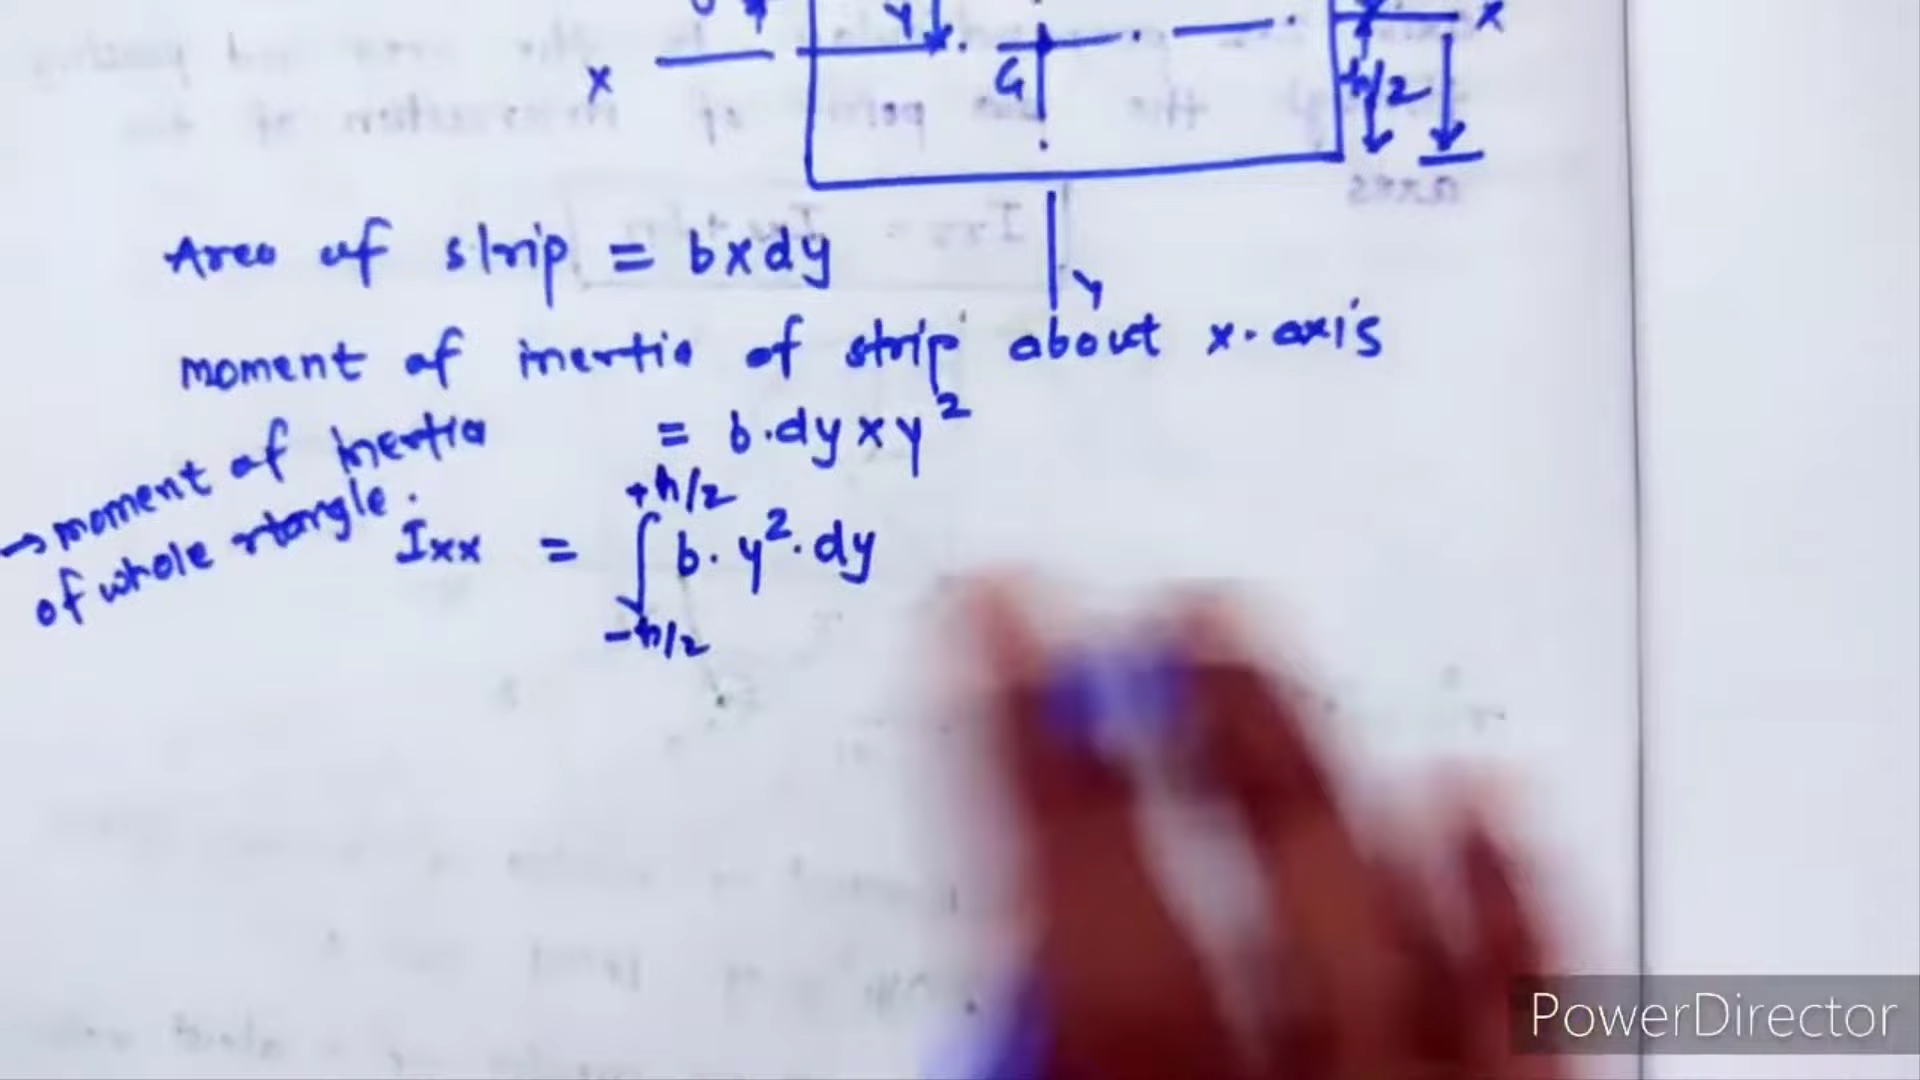 Y
x
x
G
h/2
Area of strip = b x dy
y
moment of inertia of strip about x-axis
= b.dy x y²
→ moment of inertia
of whole rtangle.
Ixx = ∫ b. y². dy
+h/2
-h/2
PowerDirector